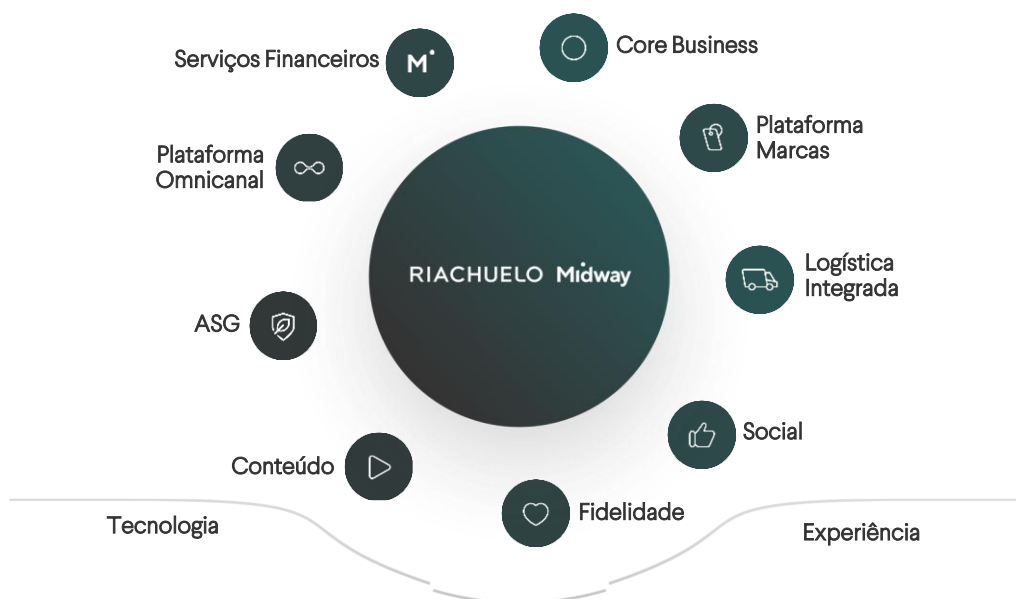 Serviços Financeiros
M
Core Business
Plataforma
Marcas
Plataforma
Omnicanal
RIACHUELO Midway
Logística
Integrada
ASG
Social
Conteúdo
Fidelidade
Tecnologia
Experiência